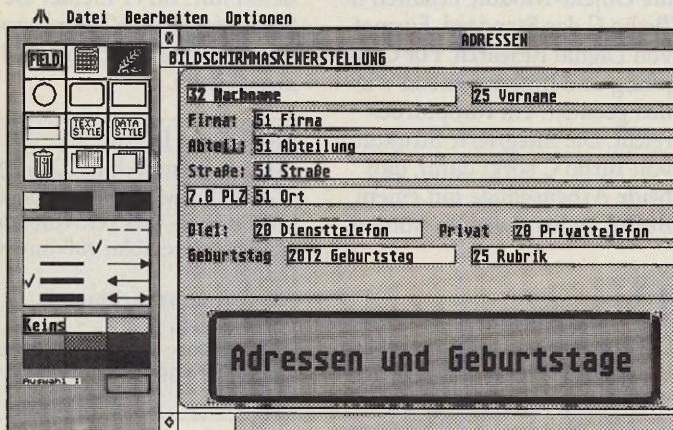 Datei Bearbeiten Optionen
ADRESSEN
BILDSCHIRMMASKENERSTELLUNG
FIELD
TEXT STYLE
DATA STYLE
Keins
Auswahl :
32 Nachname
25 Vorname
Firma: 51 Firma
Abteil: 51 Abteilung
Straße: 51 Straße
7.0 PLZ 51 Ort
DTel: 20 Diensttelefon Privat 20 Privattelefon
Geburtstag 20T2 Geburtstag 25 Rubrik
Adressen und Geburtstage